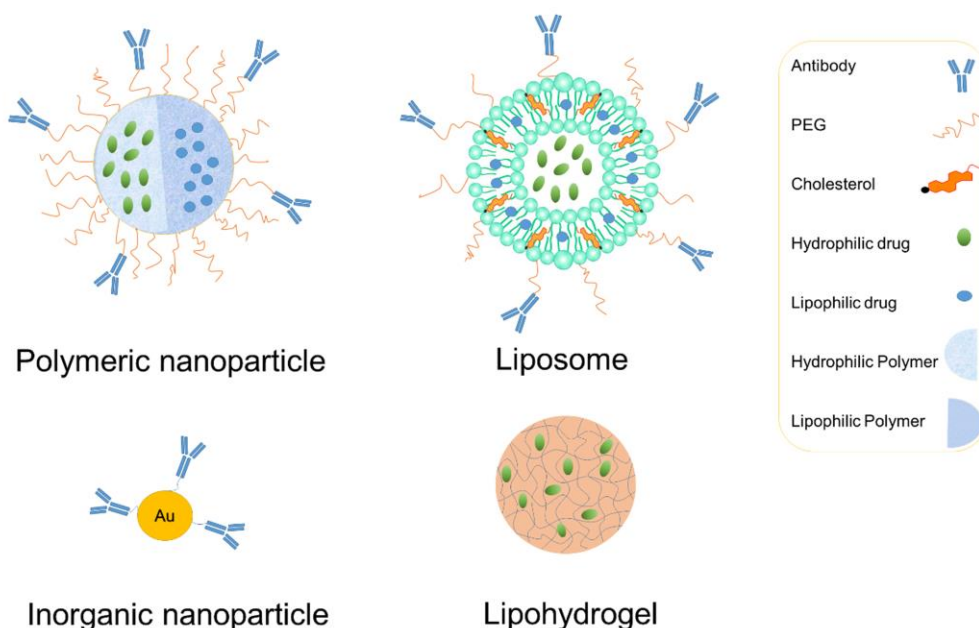 Polymeric nanoparticle
Liposome
Au
Inorganic nanoparticle
Lipohydrogel
Antibody
PEG
Cholesterol
Hydrophilic drug
Lipophilic drug
Hydrophilic Polymer
Lipophilic Polymer